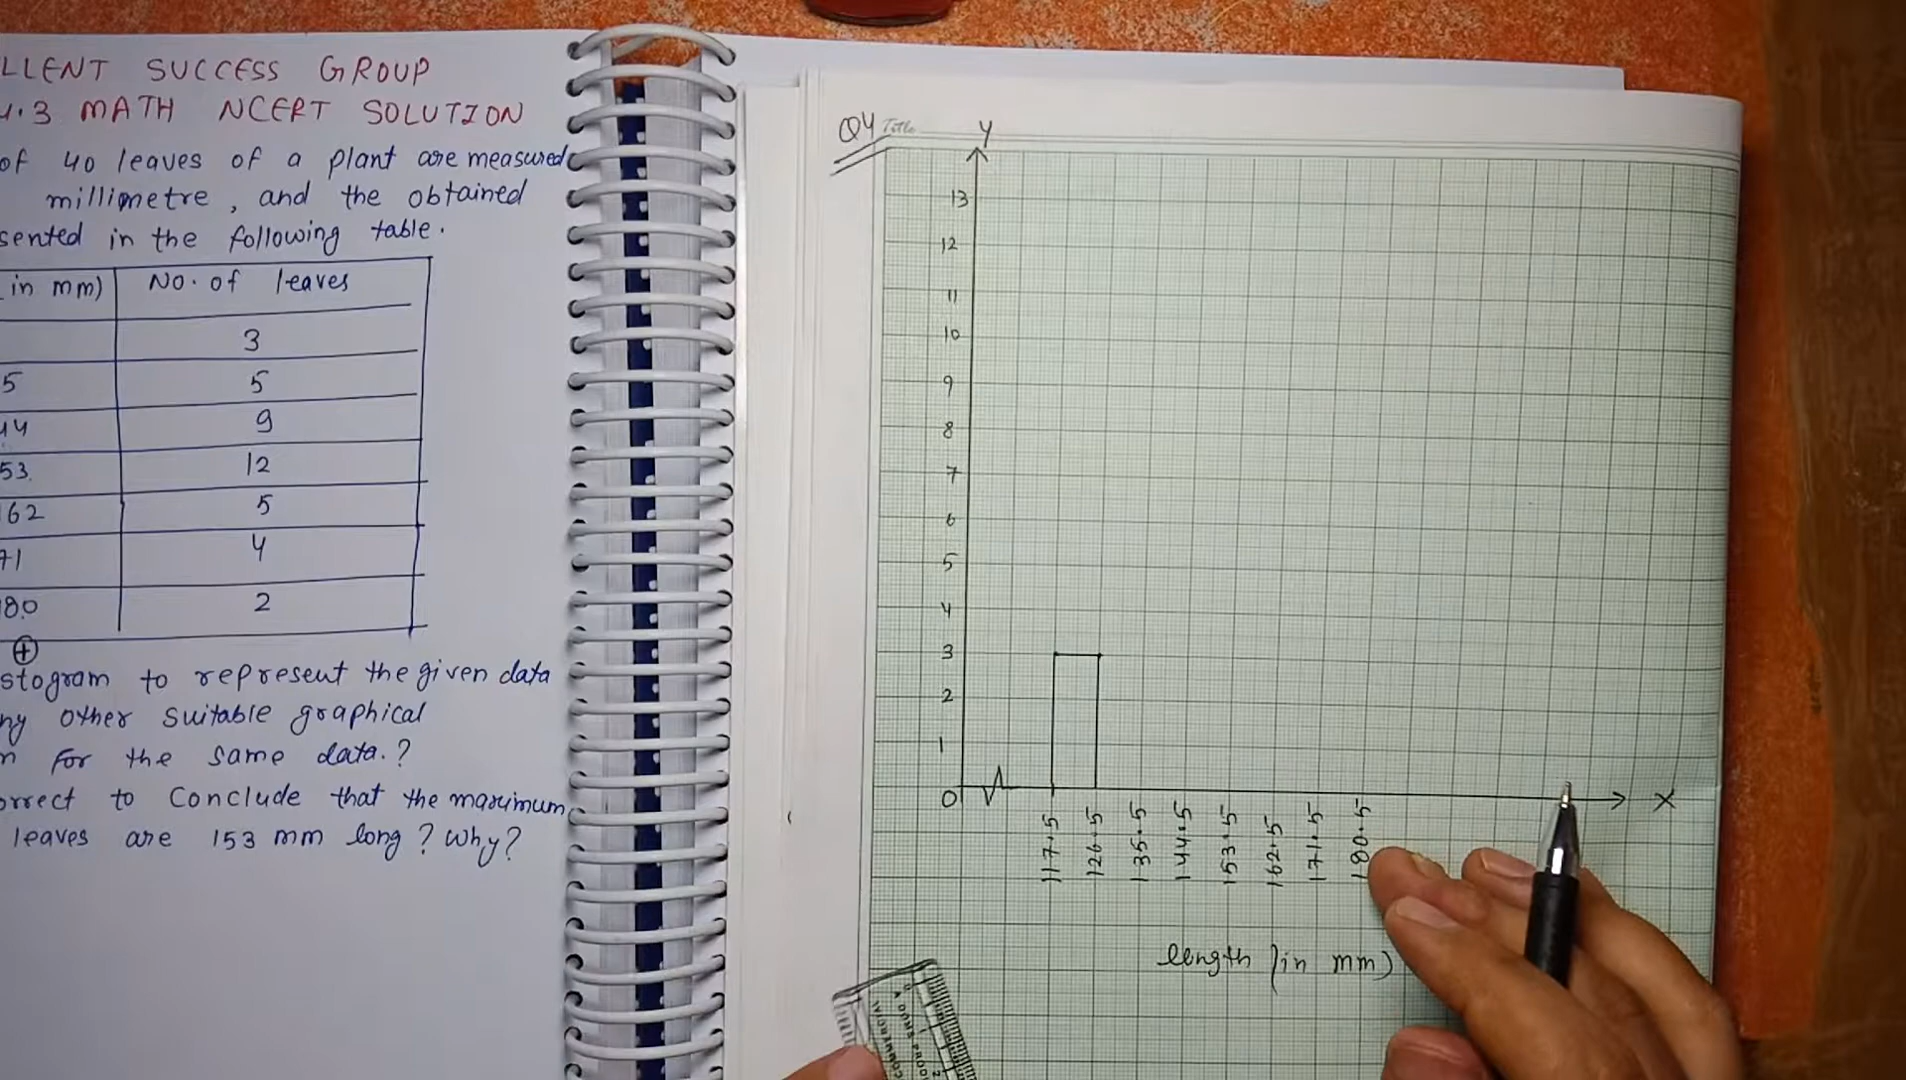 LLENT SUCCESS GROUP
4.3 MATH NCERT SOLUTION
of 40 leaves of a plant are measured
millimetre, and the obtained
sented in the following table.
in mm) No. of leaves
3
5 5
44 9
53. 12
162 5
71 4
180 2
stogram to represent the given data
ny other suitable graphical
n for the same data.?
orrect to conclude that the maximum
leaves are 153 mm long? Why?
Q4 Title Y
13
12
11
10
9
8
7
6
5
4
3
2
1
0 X
117.5 126.5 135.5 144.5 153.5 162.5 171.5 180.5
length (in mm)